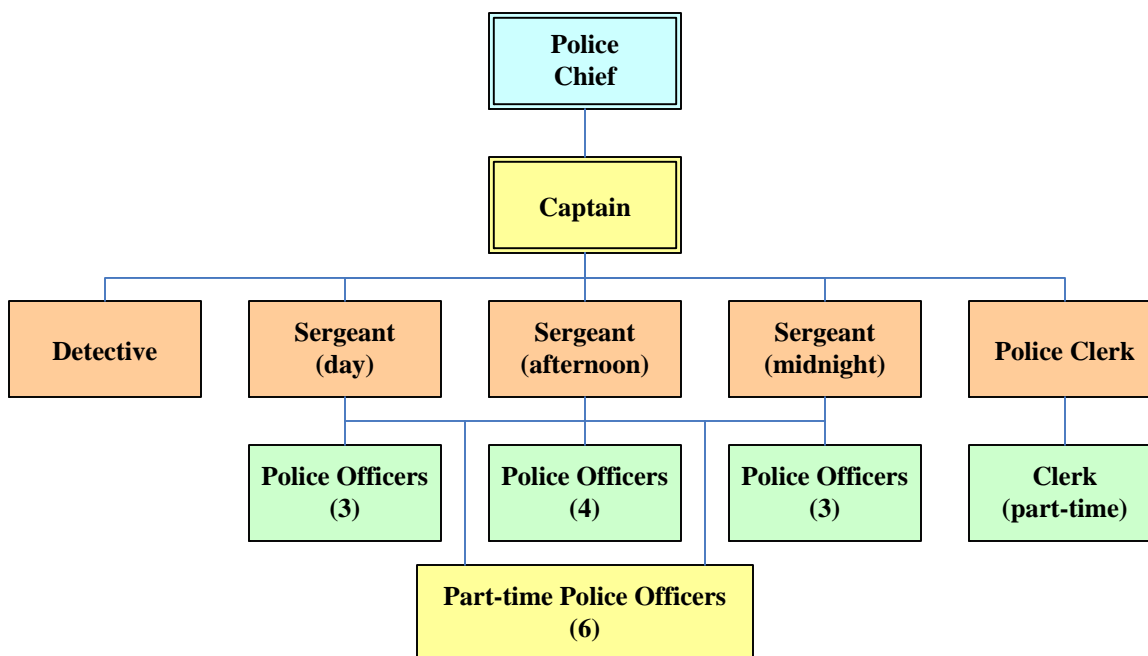 Police
Chief
Captain
Detective
Sergeant
(day)
Sergeant
(afternoon)
Sergeant
(midnight)
Police Clerk
Police Officers
(3)
Police Officers
(4)
Police Officers
(3)
Clerk
(part-time)
Part-time Police Officers
(6)